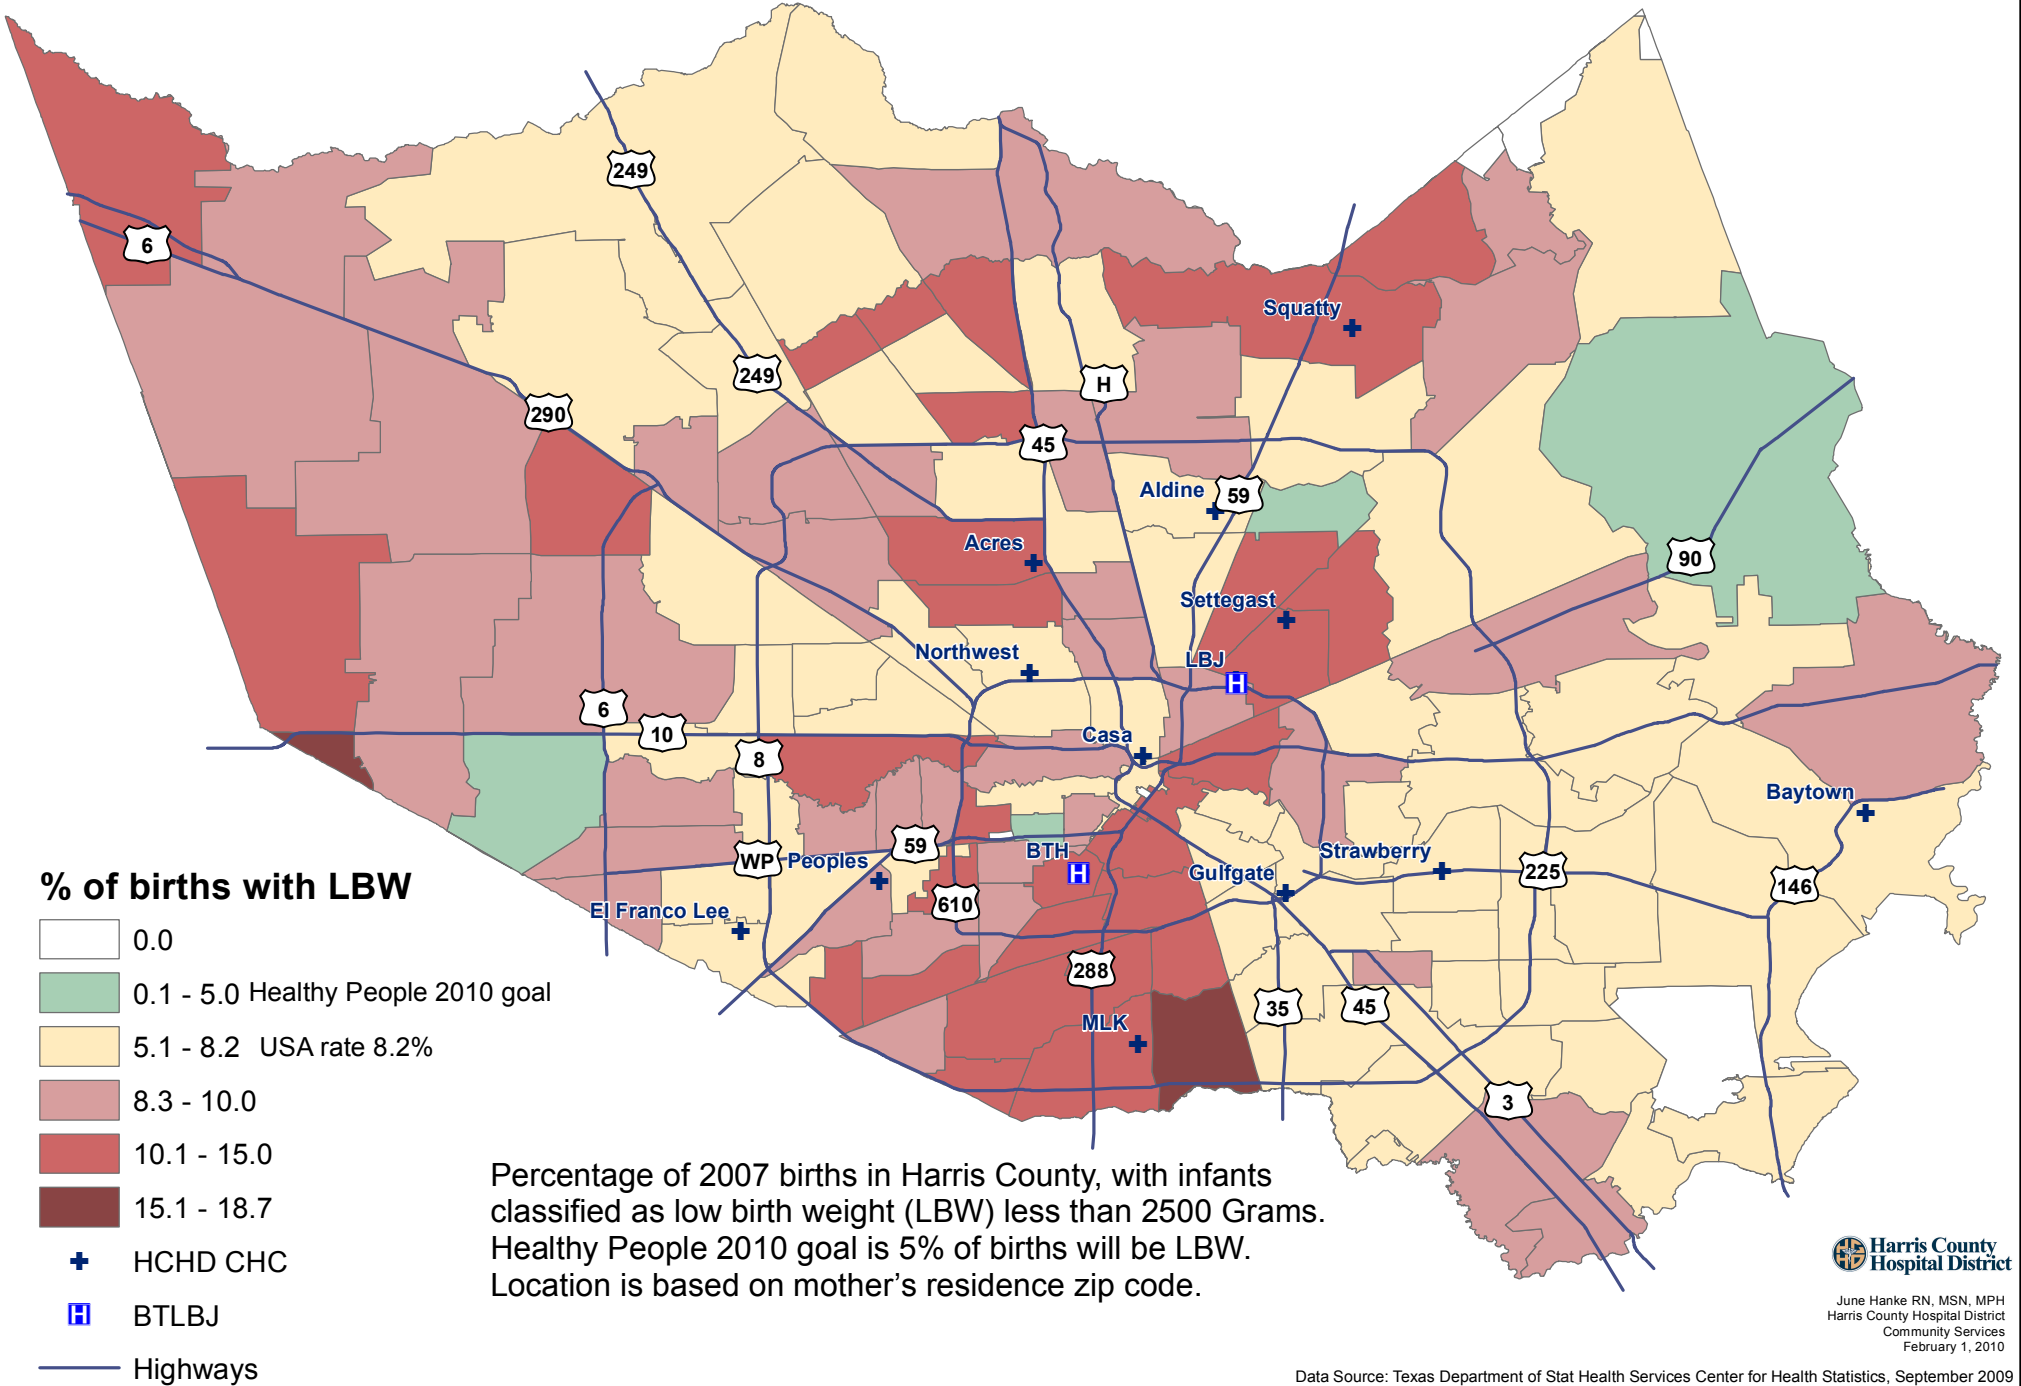 249
6
Squatty
249
H
290
45
Aldine
59
Acres
90
Settegast
Northwest
LBJ
6
10
Casa
8
Baytown
59
BTH
WP
Peoples
Strawberry
Gulfgate
225
146
610
El Franco Lee
288
35
45
MLK
3
% of births with LBW
0.0
0.1 - 5.0 Healthy People 2010 goal
5.1 - 8.2 USA rate 8.2%
8.3 - 10.0
10.1 - 15.0
15.1 - 18.7
HCHD CHC
H BTLBJ
Highways
H
H
Percentage of 2007 births in Harris County, with infants
classified as low birth weight (LBW) less than 2500 Grams.
Healthy People 2010 goal is 5% of births will be LBW.
Location is based on mother’s residence zip code.
HCHD
Harris County
Hospital District
June Hanke RN, MSN, MPH
Harris County Hospital District
Community Services
February 1, 2010
Data Source: Texas Department of Stat Health Services Center for Health Statistics, September 2009